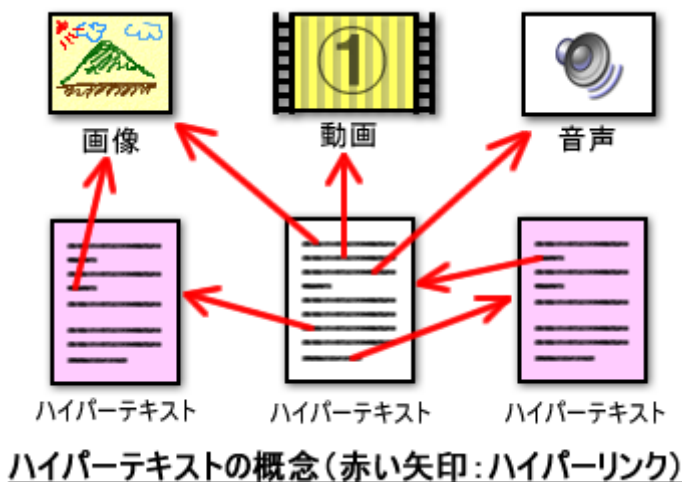 ①
画像 動画 音声
ハイパーテキスト ハイパーテキスト ハイパーテキスト
ハイパーテキストの概念(赤い矢印:ハイパーリンク)